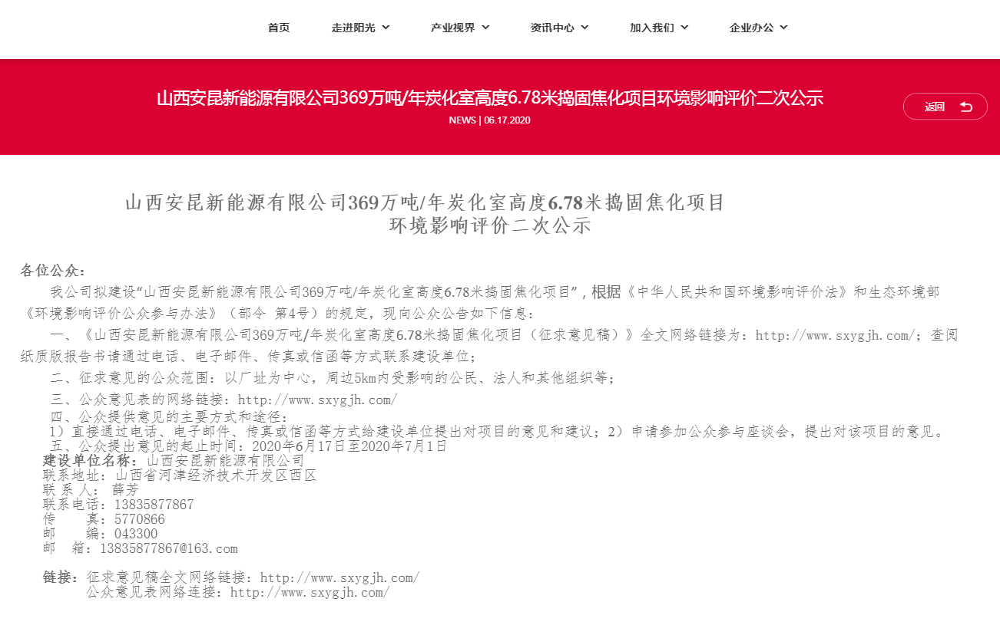 首页 走进阳光 产业视界 资讯中心 加入我们 企业办公
山西安昆新能源有限公司369万吨/年炭化室高度6.78米捣固焦化项目环境影响评价二次公示
NEWS | 06.17.2020
返回
山西安昆新能源有限公司369万吨/年炭化室高度6.78米捣固焦化项目
环境影响评价二次公示
各位公众：
我公司拟建设“山西安昆新能源有限公司369万吨/年炭化室高度6.78米捣固焦化项目”，根据《中华人民共和国环境影响评价法》和生态环境部
《环境影响评价公众参与办法》（部令 第4号）的规定，现向公众公告如下信息：
一、《山西安昆新能源有限公司369万吨/年炭化室高度6.78米捣固焦化项目（征求意见稿）》全文网络链接为：http://www.sxygjh.com/；查阅
纸质版报告书请通过电话、电子邮件、传真或信函等方式联系建设单位；
二、征求意见的公众范围：以厂址为中心，周边5km内受影响的公民、法人和其他组织等；
三、公众意见表的网络链接：http://www.sxygjh.com/
四、公众提供意见的主要方式和途径：
1）直接通过电话、电子邮件、传真或信函等方式给建设单位提出对项目的意见和建议；2）申请参加公众参与座谈会，提出对该项目的意见。
五、公众提出意见的起止时间：2020年6月17日至2020年7月1日
建设单位名称：山西安昆新能源有限公司
联系地址：山西省河津经济技术开发区西区
联 系 人： 薛芳
联系电话：13835877867
传　　真：5770866
邮　　编：043300
邮　箱：13835877867@163.com
链接：征求意见稿全文网络链接：http://www.sxygjh.com/
公众意见表网络连接：http://www.sxygjh.com/